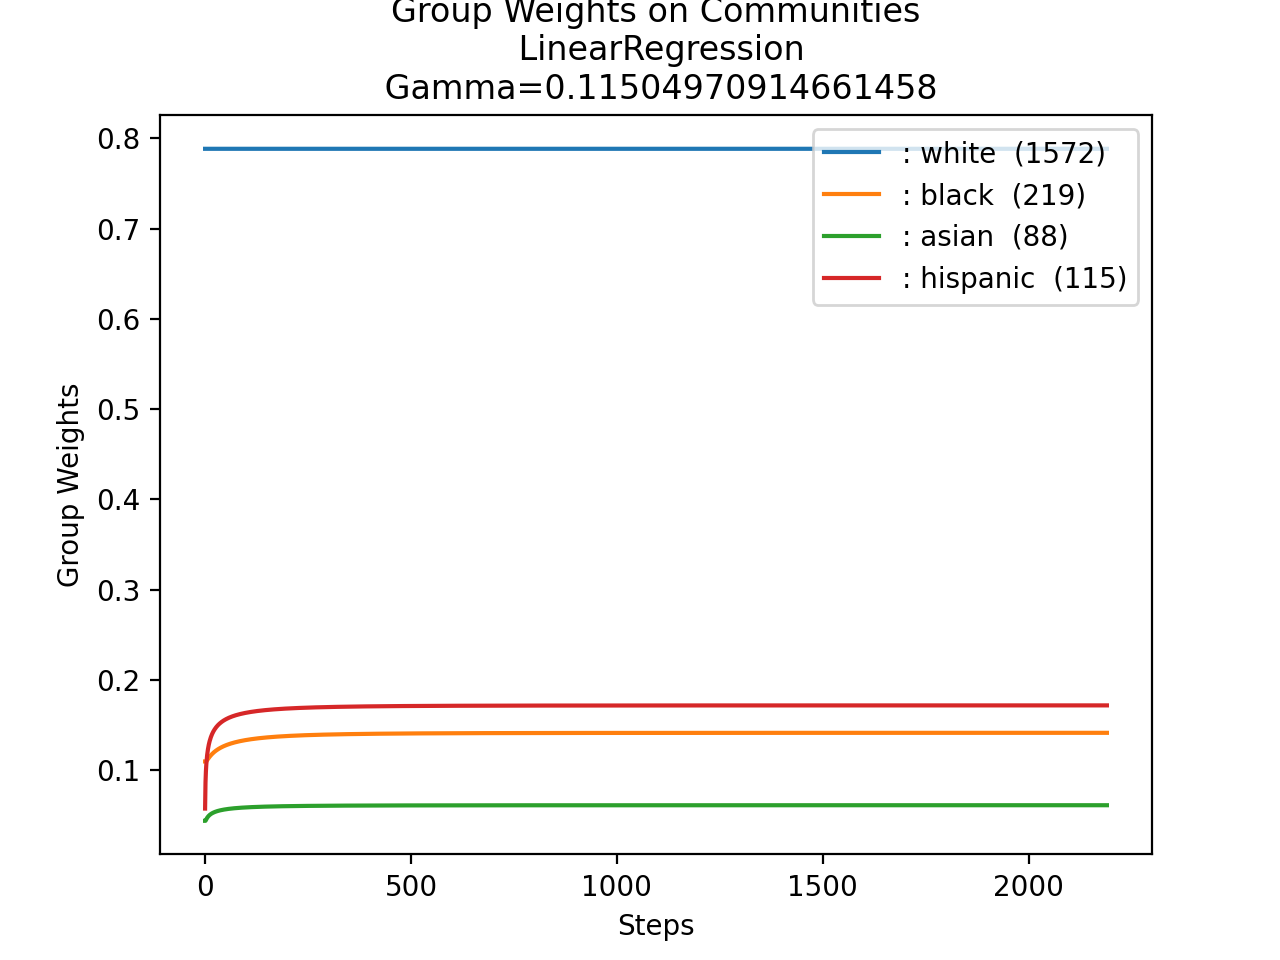 Group Weights on Communities
LinearRegression
Gamma=0.11504970914661458
: white (1572)
: black (219)
: asian (88)
: hispanic (115)
Group Weights
0.8
0.7
0.6
0.5
0.4
0.3
0.2
0.1
0 500 1000 1500 2000
Steps